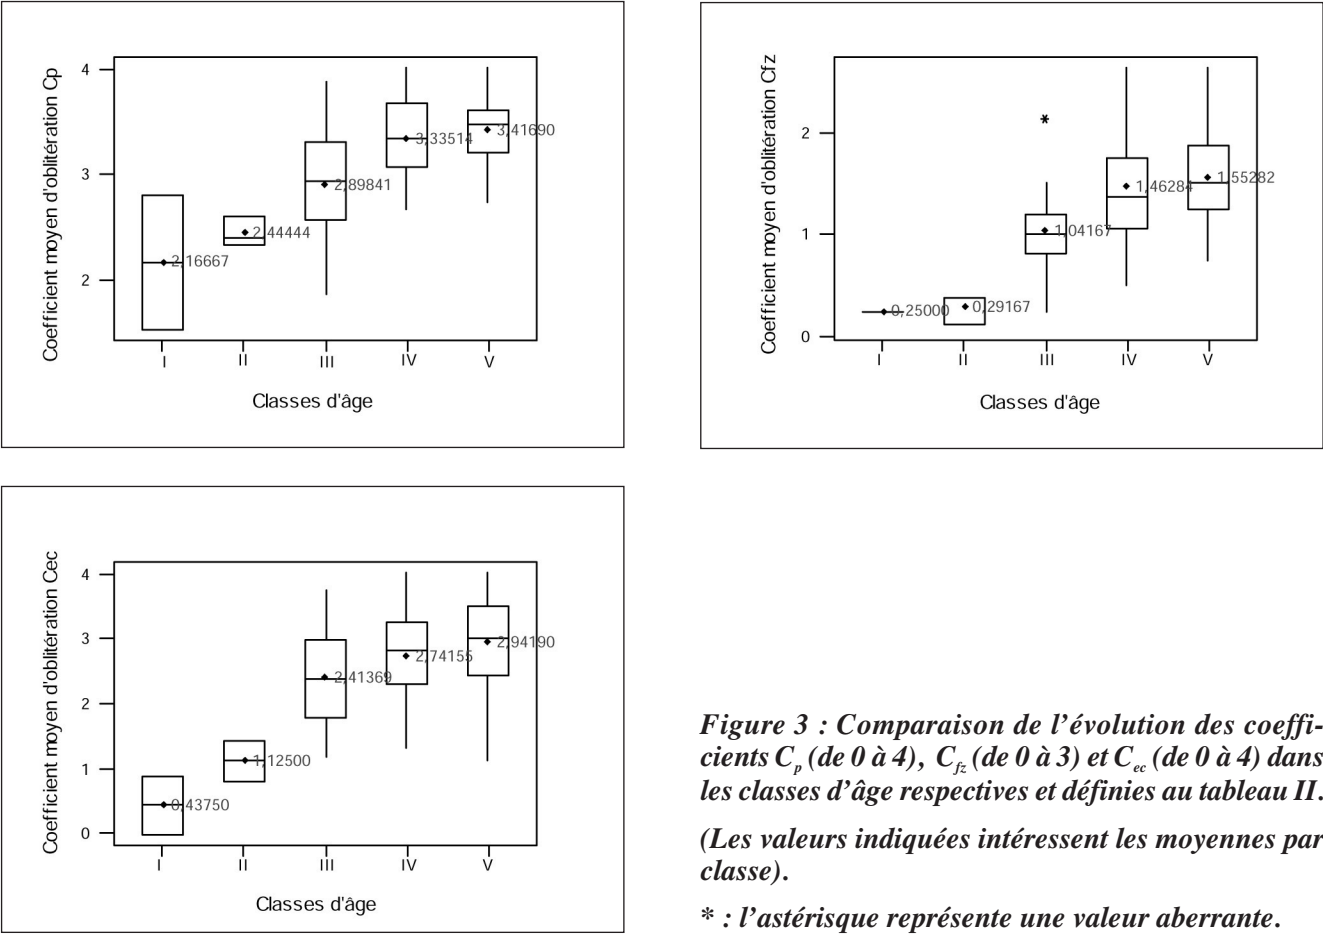 Coefficient moyen d'oblitération Cp
4
3
2
2,16667
2,44444
2,89841
3,33514
3,41690
I II III IV V
Classes d'âge
Coefficient moyen d'oblitération Cfz
2
1
0
*
0,25000
0,29167
1,04167
1,46284
1,55282
I II III IV V
Classes d'âge
Coefficient moyen d'oblitération Cec
4
3
2
1
0
0,43750
1,12500
2,41369
2,74155
2,94190
I II III IV V
Classes d'âge
Figure 3 : Comparaison de l’évolution des coeffi-
cients Cp (de 0 à 4), Cfz (de 0 à 3) et Cec (de 0 à 4) dans
les classes d’âge respectives et définies au tableau II.
(Les valeurs indiquées intéressent les moyennes par
classe).
* : l’astérisque représente une valeur aberrante.